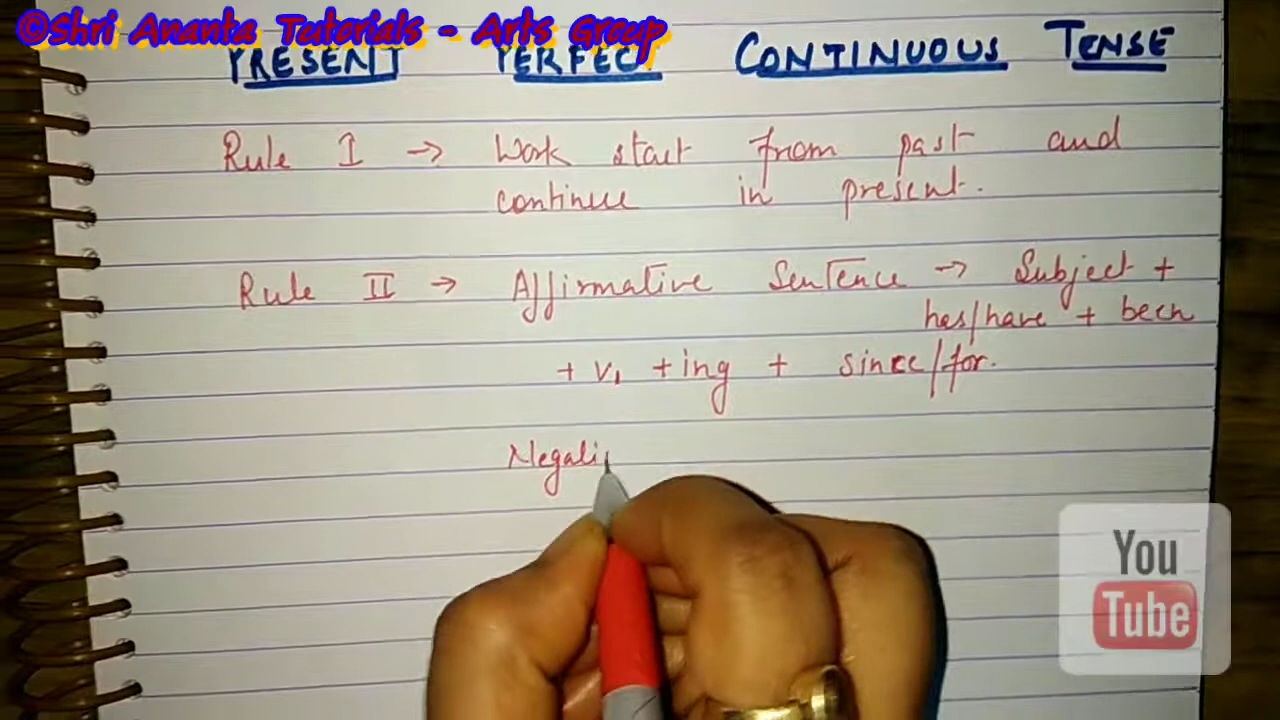 ©Shri Ananta Tutorials - Arts Group
PRESENT PERFECT CONTINUOUS TENSE
Rule I → Work start from past and
continue in present.
Rule II → Affirmative Sentence → Subject +
has/have + been
+ V1 + ing + since/for.
Negati
You
Tube